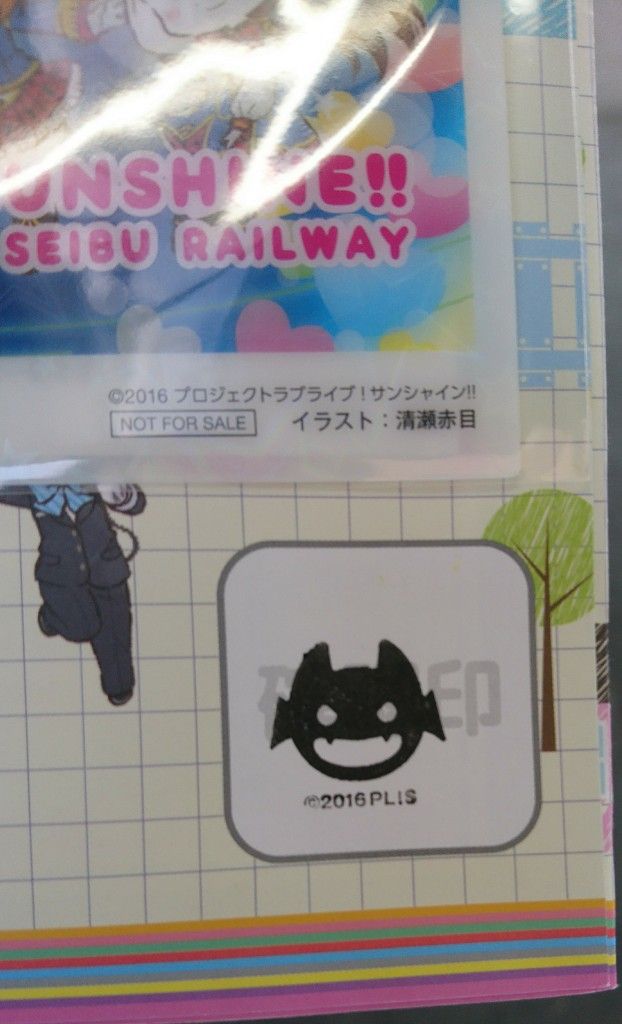 UNSHINE!!
SEIBU RAILWAY
©2016 プロジェクトラブライブ！サンシャイン!!
NOT FOR SALE
イラスト：清瀬赤目
印
©2016 PLIS